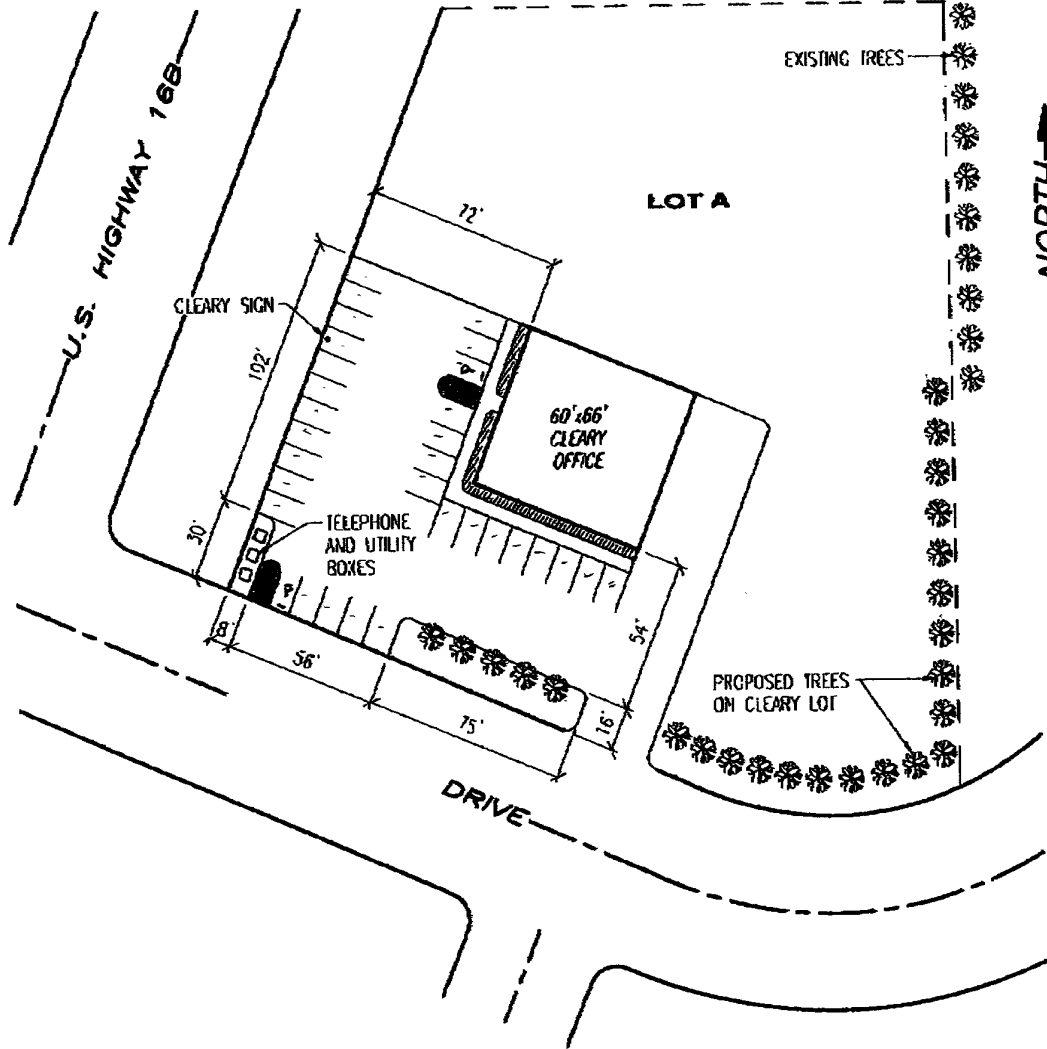 EXISTING TREES
NORTH
U.S. HIGHWAY 16B
LOT A
72'
CLEARY SIGN
102'
60'x66'
CLEARY
OFFICE
TELEPHONE
AND UTILITY
BOXES
30'
54'
8'
56'
PROPOSED TREES
ON CLEARY LOT
75'
16'
DRIVE